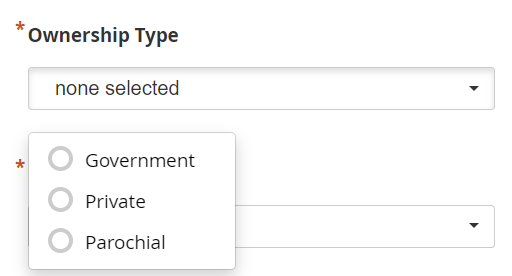 * Ownership Type
none selected
Government
*
Private
Parochial